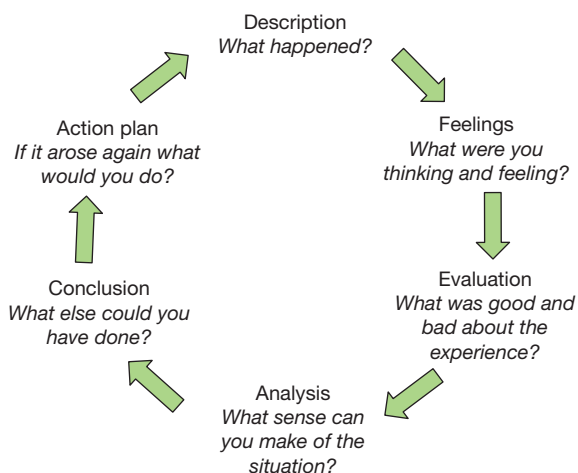 Description
What happened?
Feelings
What were you
thinking and feeling?
Evaluation
What was good and
bad about the
experience?
Analysis
What sense can
you make of the
situation?
Conclusion
What else could you
have done?
Action plan
If it arose again what
would you do?